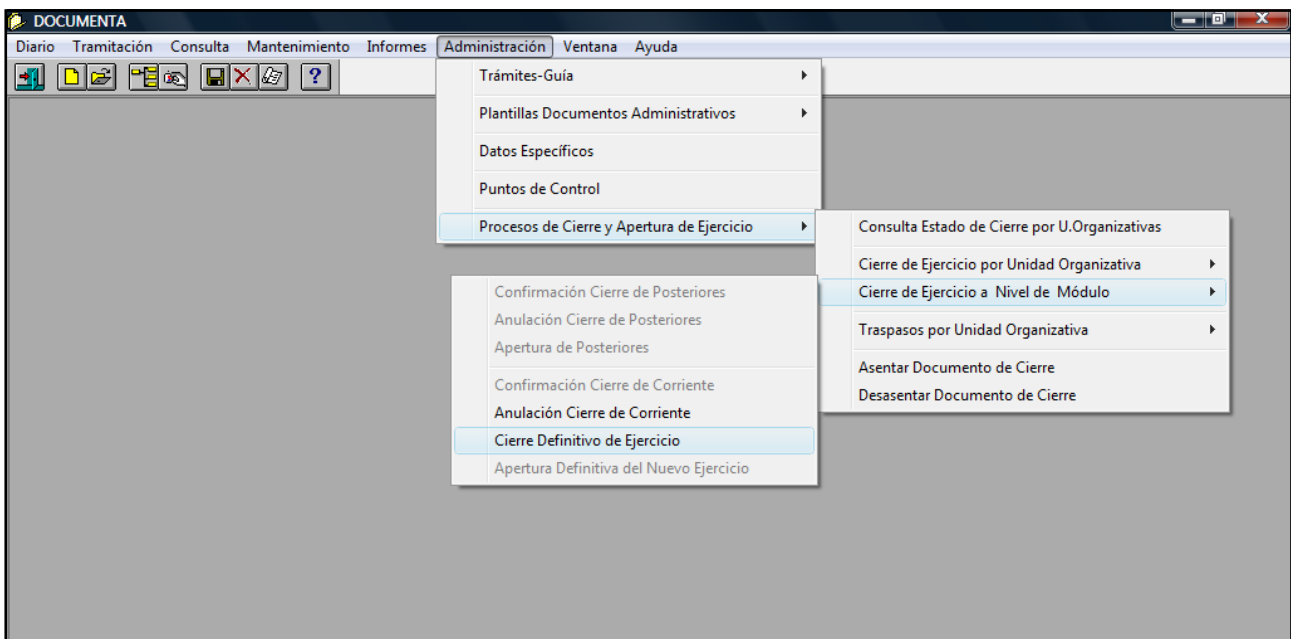 DOCUMENTA
Diario Tramitación Consulta Mantenimiento Informes Administración Ventana Ayuda
?
Trámites-Guía
Plantillas Documentos Administrativos
Datos Específicos
Puntos de Control
Procesos de Cierre y Apertura de Ejercicio
Consulta Estado de Cierre por U.Organizativas
Cierre de Ejercicio por Unidad Organizativa
Cierre de Ejercicio a Nivel de Módulo
Traspasos por Unidad Organizativa
Asentar Documento de Cierre
Desasentar Documento de Cierre
Confirmación Cierre de Posteriores
Anulación Cierre de Posteriores
Apertura de Posteriores
Confirmación Cierre de Corriente
Anulación Cierre de Corriente
Cierre Definitivo de Ejercicio
Apertura Definitiva del Nuevo Ejercicio